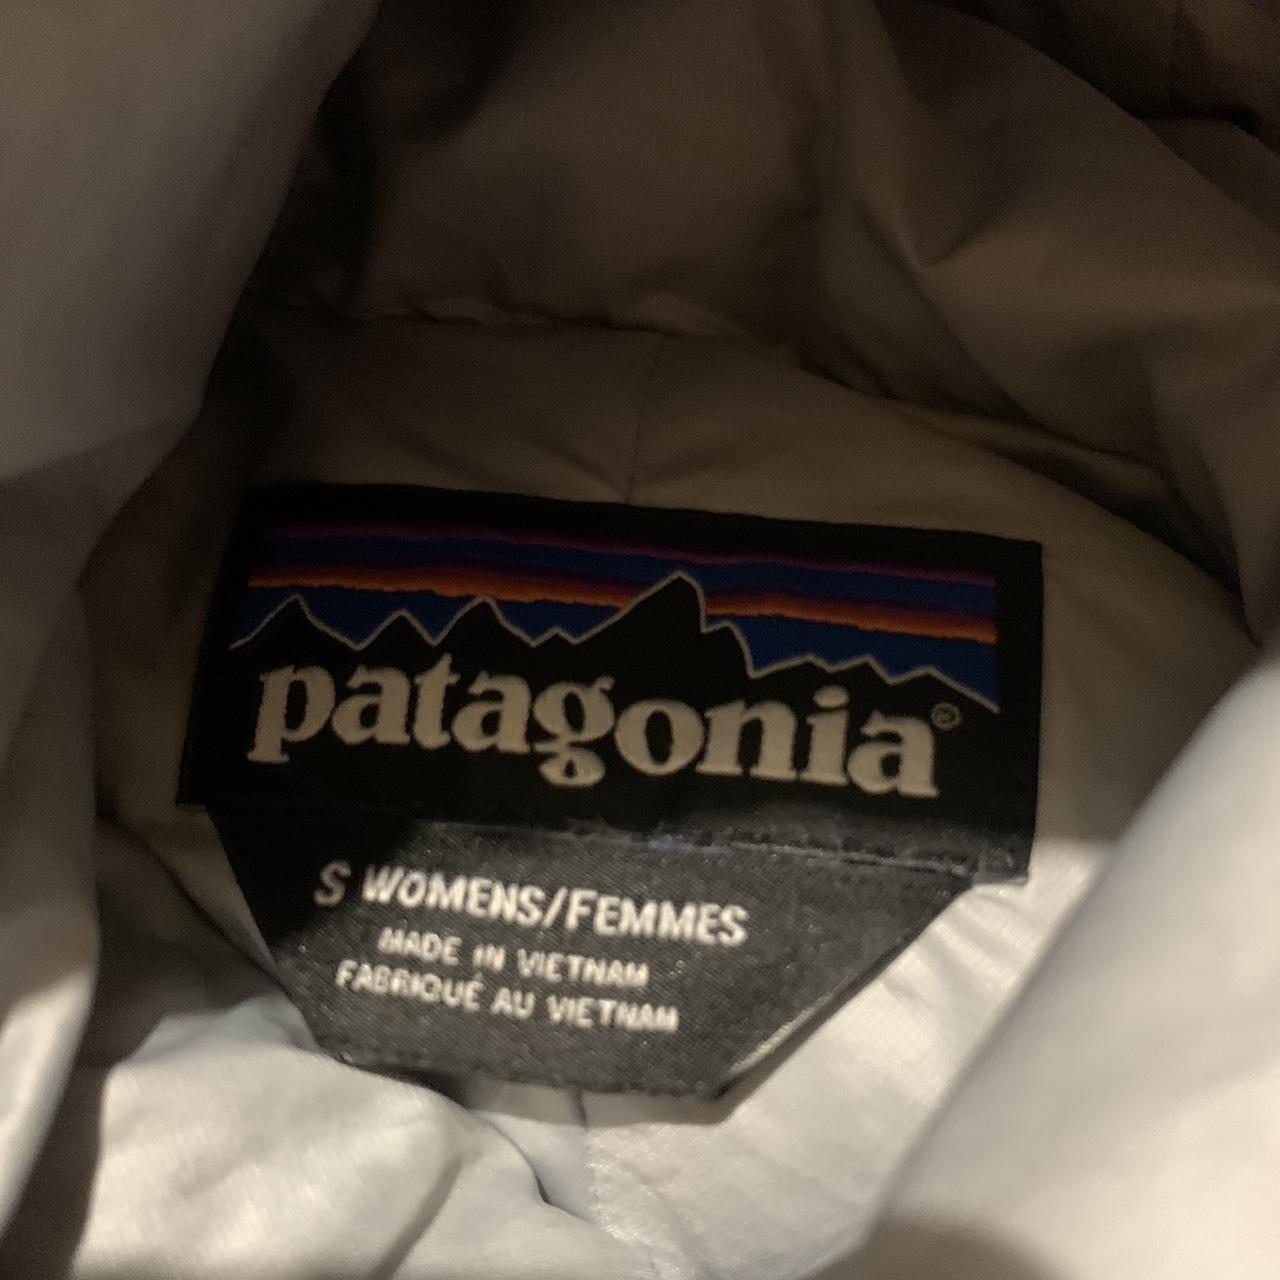 patagonia®
S WOMENS/FEMMES
MADE IN VIETNAM
FABRIQUÉ AU VIETNAM